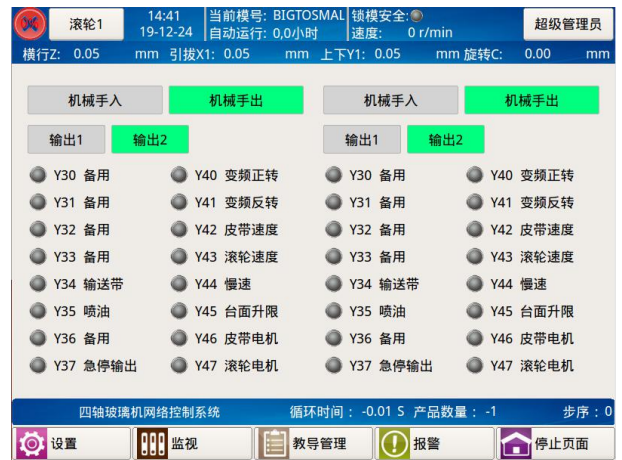 滚轮1 14:41 当前模号: BIGTOSMAL 锁模安全: 超级管理员
19-12-24 自动运行: 0,0小时 速度: 0 r/min
横行Z: 0.05 mm 引拔X1: 0.05 mm 上下Y1: 0.05 mm 旋转C: 0.00 mm
机械手入 机械手出 机械手入 机械手出
输出1 输出2 输出1 输出2
Y30 备用 Y40 变频正转 Y30 备用 Y40 变频正转
Y31 备用 Y41 变频反转 Y31 备用 Y41 变频反转
Y32 备用 Y42 皮带速度 Y32 备用 Y42 皮带速度
Y33 备用 Y43 滚轮速度 Y33 备用 Y43 滚轮速度
Y34 输送带 Y44 慢速 Y34 输送带 Y44 慢速
Y35 喷油 Y45 台面升限 Y35 喷油 Y45 台面升限
Y36 备用 Y46 皮带电机 Y36 备用 Y46 皮带电机
Y37 急停输出 Y47 滚轮电机 Y37 急停输出 Y47 滚轮电机
四轴玻璃机网络控制系统 循环时间: -0.01 S 产品数量: -1 步序: 0
设置 监视 教导管理 报警 停止页面